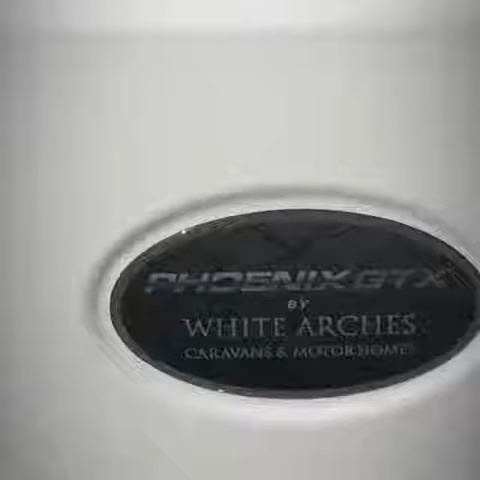 PHOENIX GTX
BY
WHITE ARCHES
CARAVANS & MOTORHOMES